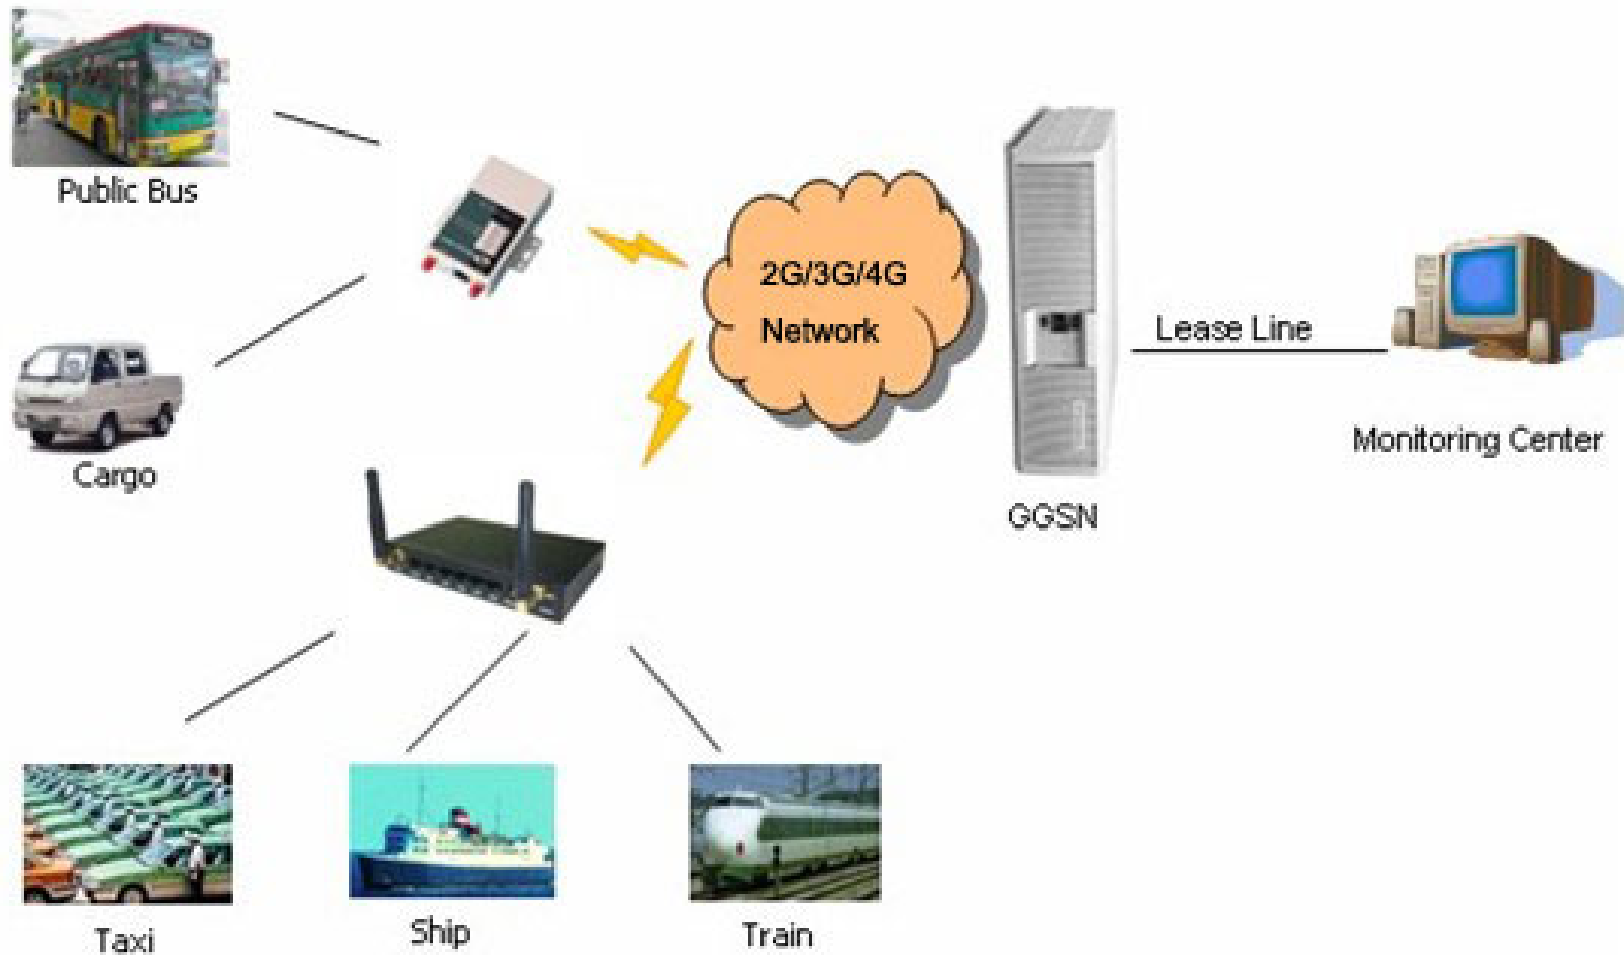 Public Bus
Cargo
2G/3G/4G
Network
Lease Line
GGSN
Monitoring Center
Taxi
Ship
Train